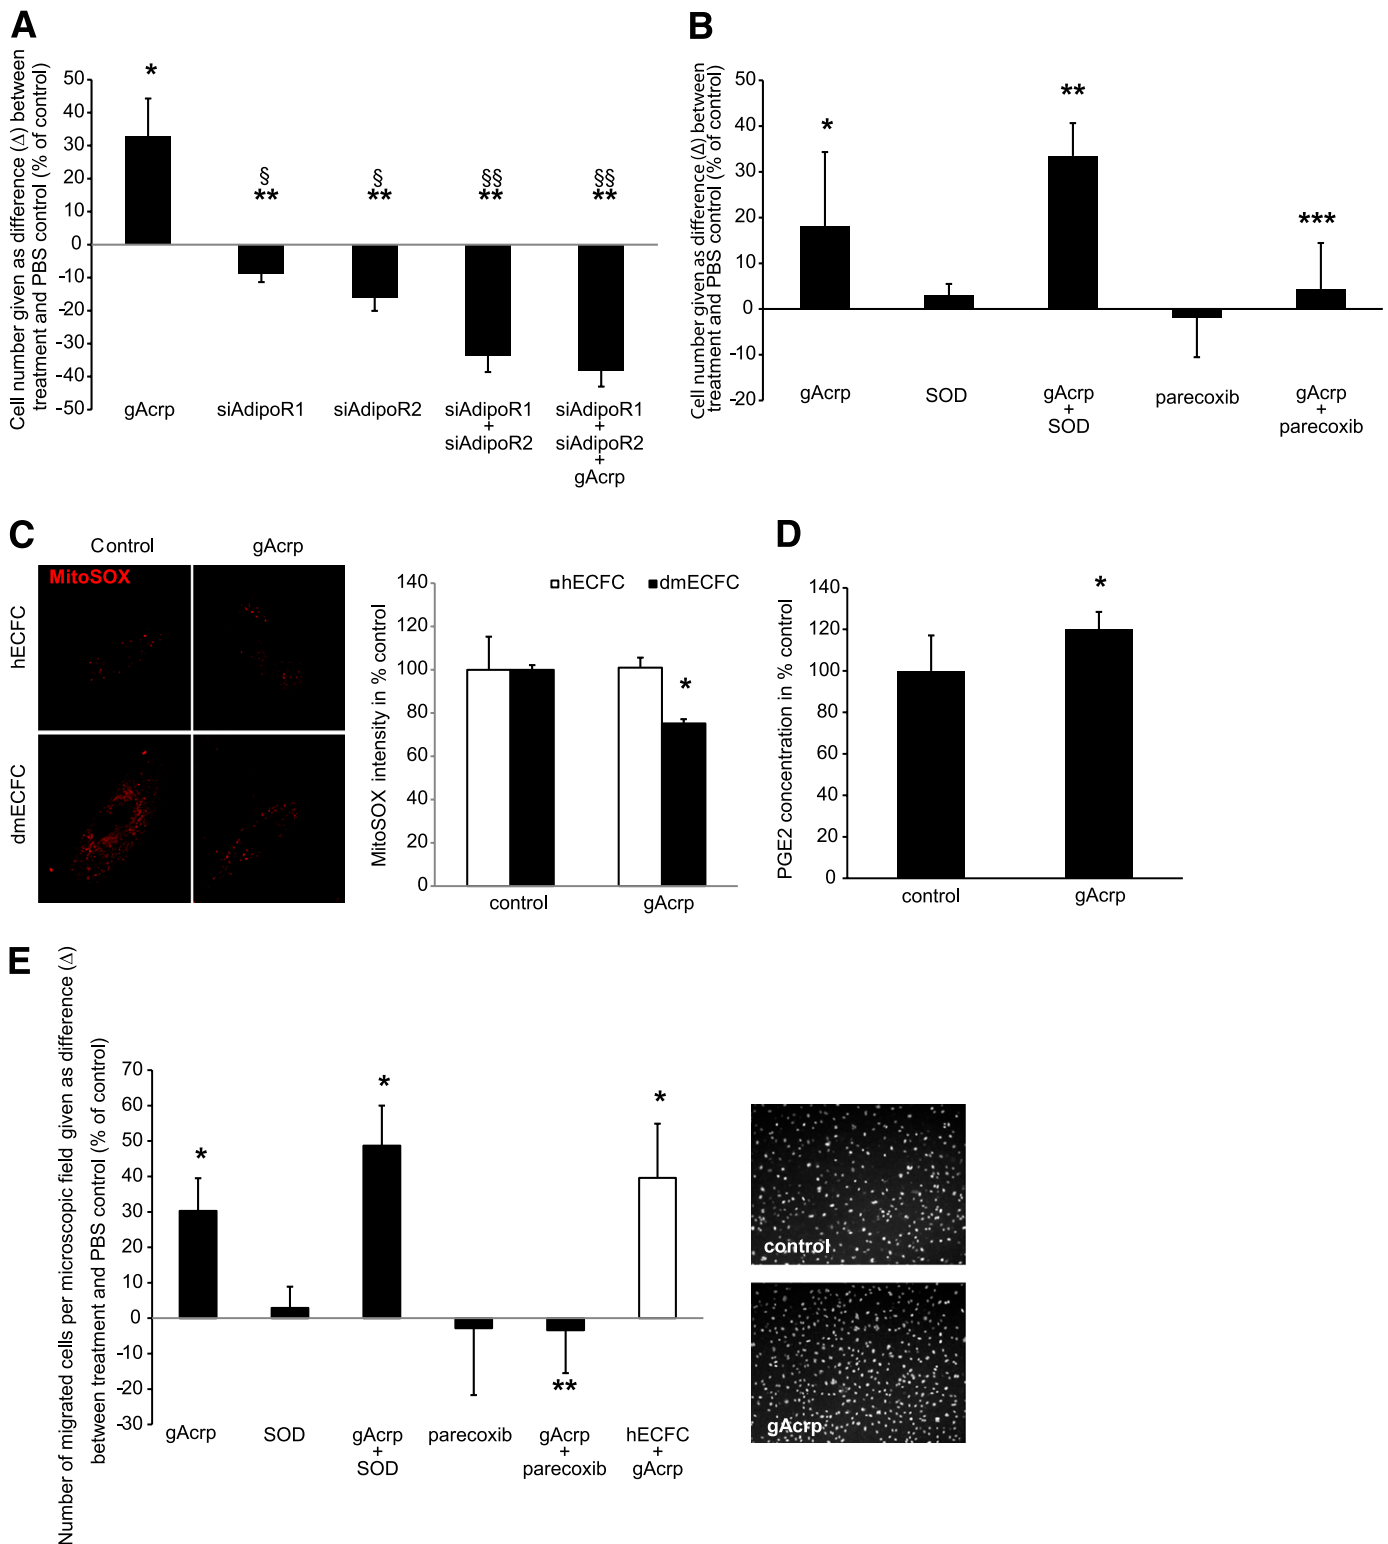 A
Cell number given as difference (Δ) between
treatment and PBS control (% of control)
50
40
30
20
10
0
-10
-20
-30
-40
-50
*
§
**
§
**
§§
**
§§
**
gAcrp
siAdipoR1
siAdipoR2
siAdipoR1
+
siAdipoR2
siAdipoR1
+
siAdipoR2
+
gAcrp
B
Cell number given as difference (Δ) between
treatment and PBS control (% of control)
50
40
30
20
10
0
-10
-20
*
**
***
gAcrp
SOD
gAcrp
+
SOD
parecoxib
gAcrp
+
parecoxib
C
Control
gAcrp
MitoSOX
hECFC
dmECFC
MitoSOX intensity in % control
140
120
100
80
60
40
20
0
hECFC
dmECFC
*
control
gAcrp
D
PGE2 concentration in % control
140
120
100
80
60
40
20
0
*
control
gAcrp
E
Number of migrated cells per microscopic field given as difference (Δ)
between treatment and PBS control (% of control)
70
60
50
40
30
20
10
0
-10
-20
-30
*
*
**
*
gAcrp
SOD
gAcrp
+
SOD
parecoxib
gAcrp
+
parecoxib
hECFC
+
gAcrp
control
gAcrp